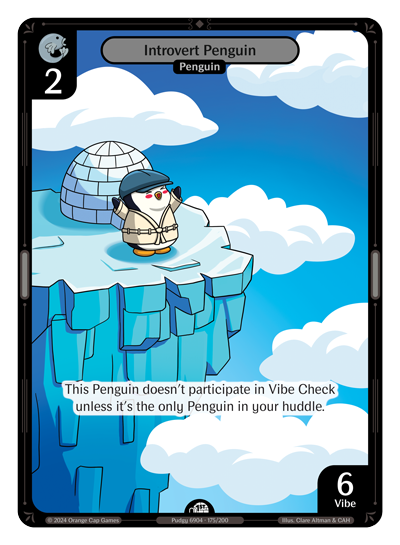 Introvert Penguin
2
Penguin
This Penguin doesn't participate in Vibe Check
unless it's the only Penguin in your huddle.
6
Vibe
© 2024 Orange Cap Games
Pudgy 6904 · 175/200
Illus. Clare Altman & CAH